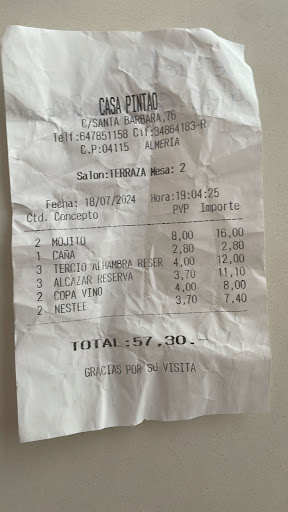 CASA PINTAO
C/SANTA BARBARA,76
Telf:647851158 Cif:34864183-R
C.P:04115 ALMERIA
Salon:TERRAZA Mesa: 2
Fecha: 18/07/2024 Hora:19:04:25
Ctd. Concepto PVP Importe
2 MOJITO 8,00 16,00
1 CAÑA 2,80 2,80
3 TERCIO ALHAMBRA RESER 4,00 12,00
3 ALCAZAR RESERVA 3,70 11,10
2 COPA VINO 4,00 8,00
2 NESTEE 3,70 7,40
TOTAL:57,30.-
GRACIAS POR SU VISITA